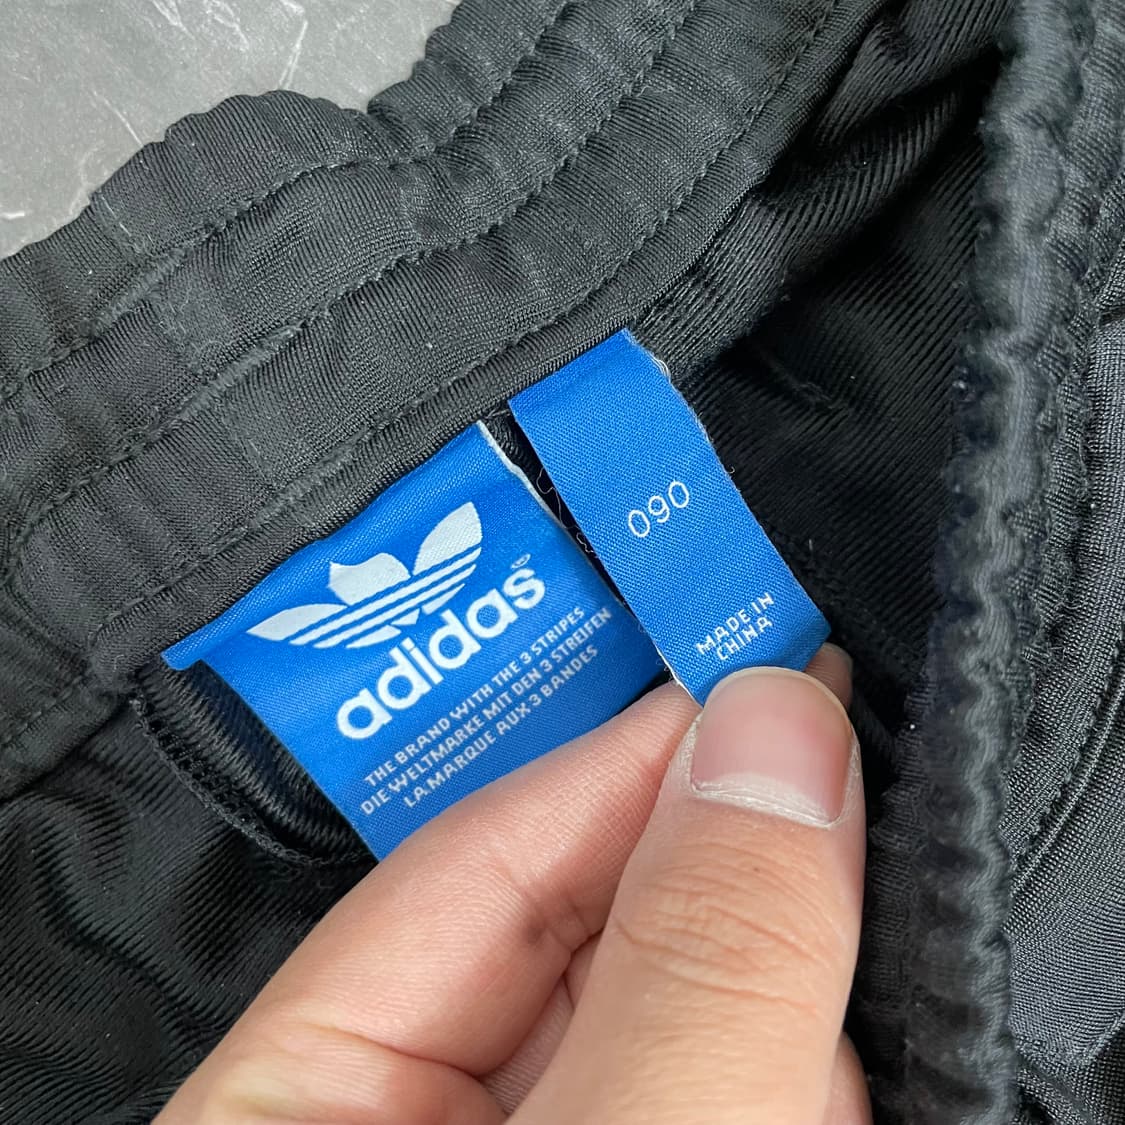 adidas®
THE BRAND WITH THE 3 STRIPES
DIE WELTMARKE MIT DEN 3 STREIFEN
LA MARQUE AUX 3 BANDES
090
MADE IN
CHINA